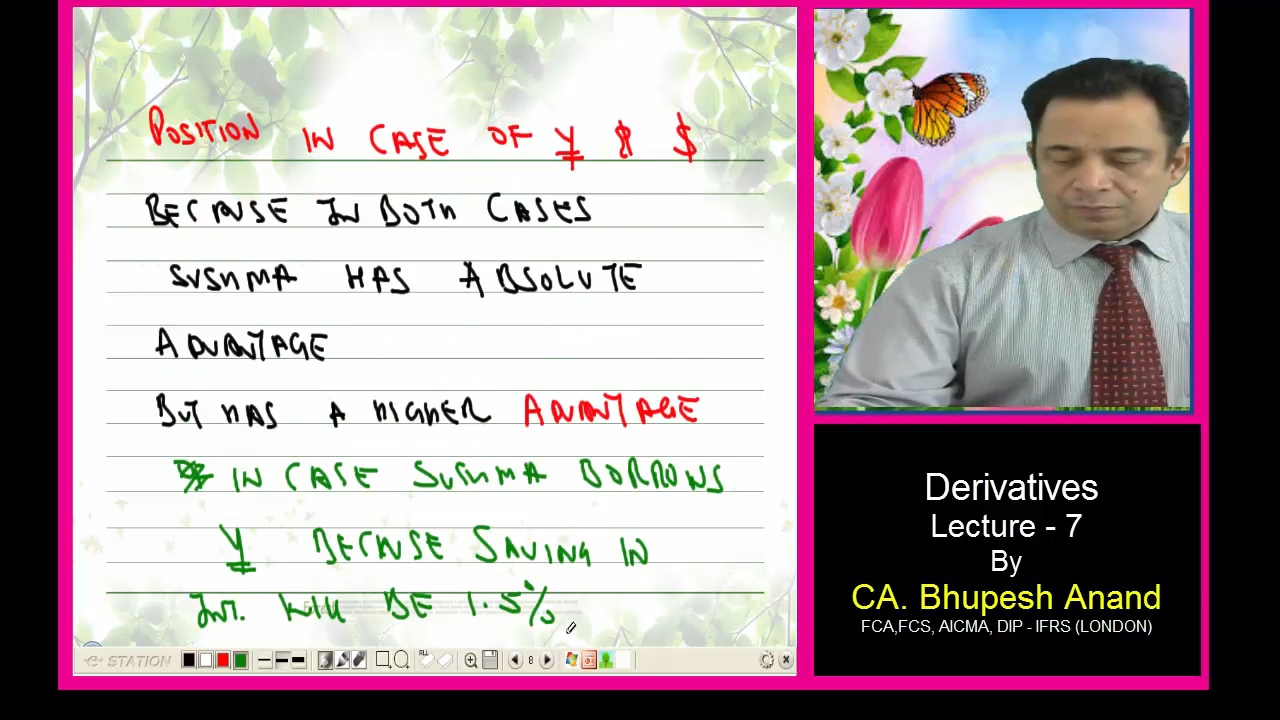 POSITION IN CASE OF ¥ & $
BECAUSE IN BOTH CASES
SUSHMA HAS ABSOLUTE
ADVANTAGE
BUT HAS A HIGHER ADVANTAGE
IN CASE SUSHMA BORROWS
¥ BECAUSE SAVING IN
INT. WILL BE 1.5%
e-STATION
8
Derivatives
Lecture - 7
By
CA. Bhupesh Anand
FCA,FCS, AICMA, DIP - IFRS (LONDON)